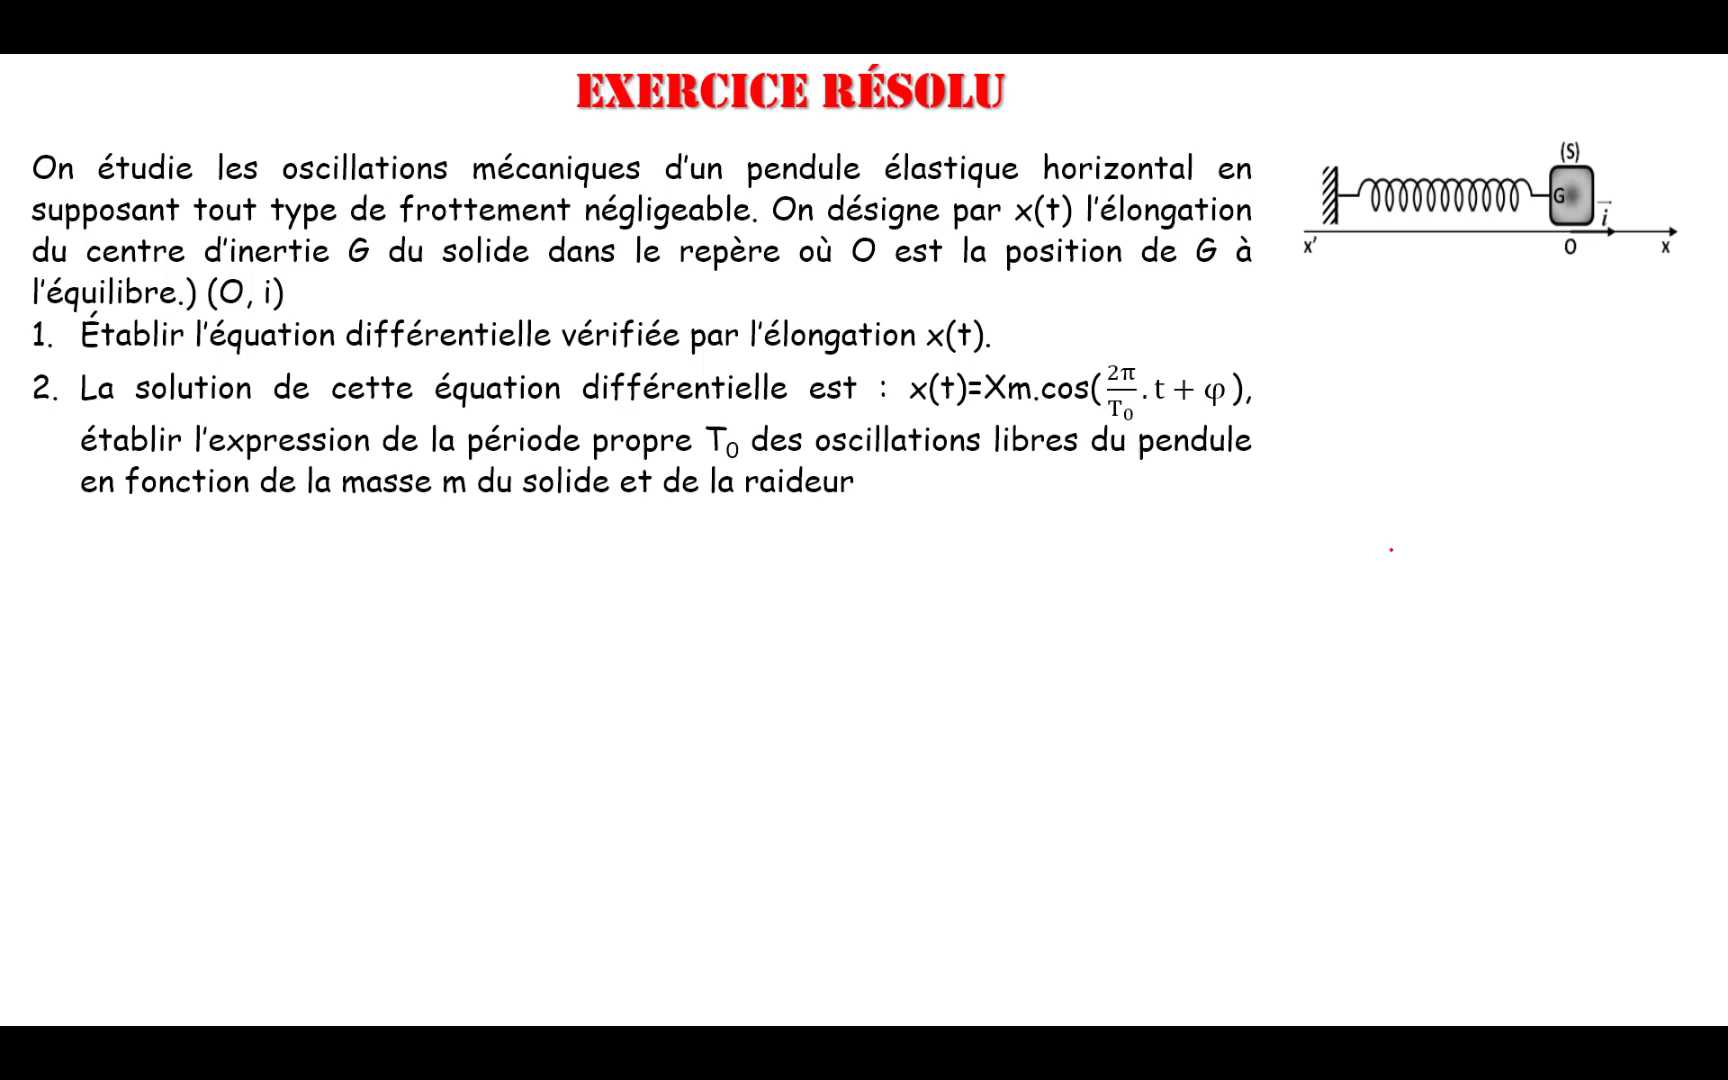 EXERCICE RÉSOLU
On étudie les oscillations mécaniques d'un pendule élastique horizontal en
supposant tout type de frottement négligeable. On désigne par x(t) l'élongation
du centre d'inertie G du solide dans le repère où O est la position de G à
l'équilibre.) (O, i)
1. Établir l'équation différentielle vérifiée par l'élongation x(t).
2. La solution de cette équation différentielle est : x(t)=Xm.cos(2π/T₀.t + φ),
établir l'expression de la période propre T₀ des oscillations libres du pendule
en fonction de la masse m du solide et de la raideur
(S)
G
i
x'
O
x